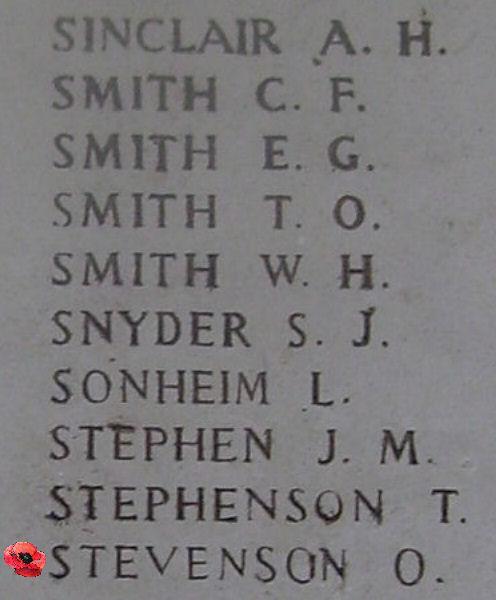 SINCLAIR A. H.
SMITH C. F.
SMITH E. G.
SMITH T. O.
SMITH W. H.
SNYDER S. J.
SONHEIM L.
STEPHEN J. M.
STEPHENSON T.
STEVENSON O.